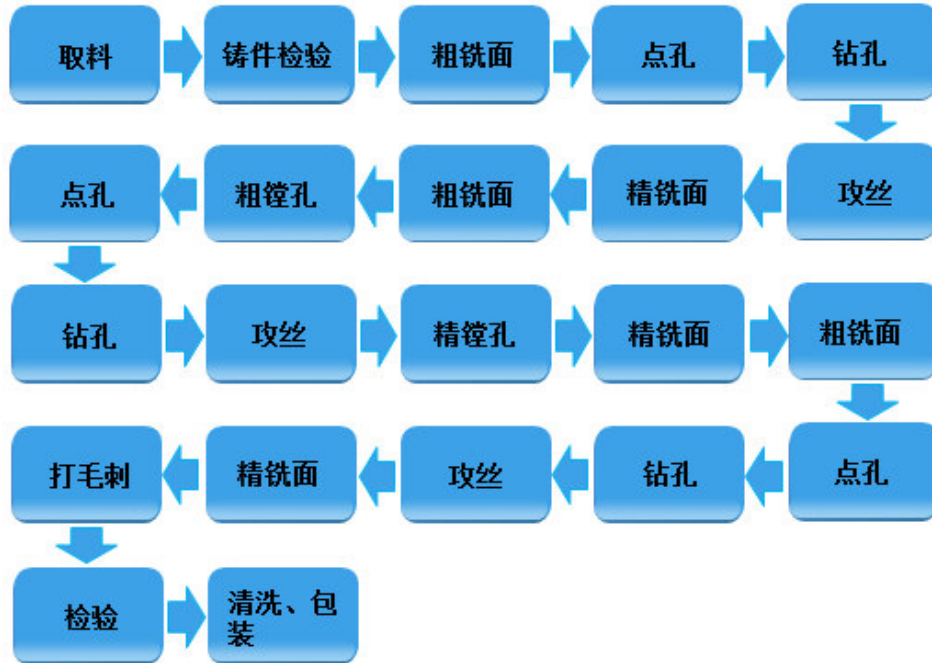 取料
铸件检验
粗铣面
点孔
钻孔
攻丝
精铣面
粗铣面
粗镗孔
点孔
钻孔
攻丝
精镗孔
精铣面
粗铣面
点孔
钻孔
攻丝
精铣面
打毛刺
检验
清洗、包
装